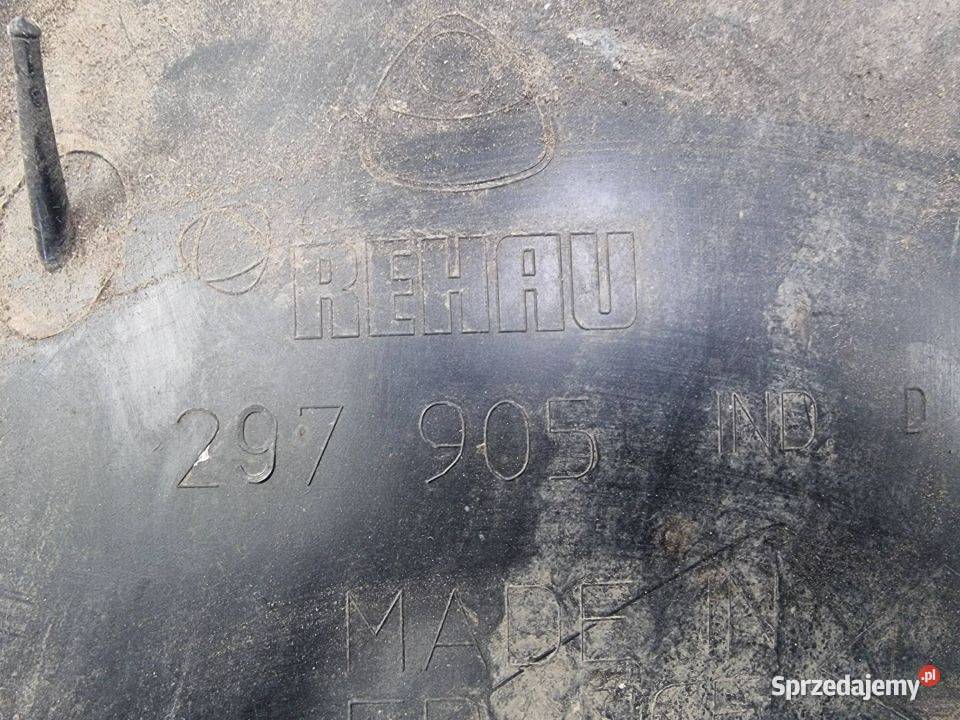 REHAU
297 905 IND D
MADE IN
Sprzedajemy.pl